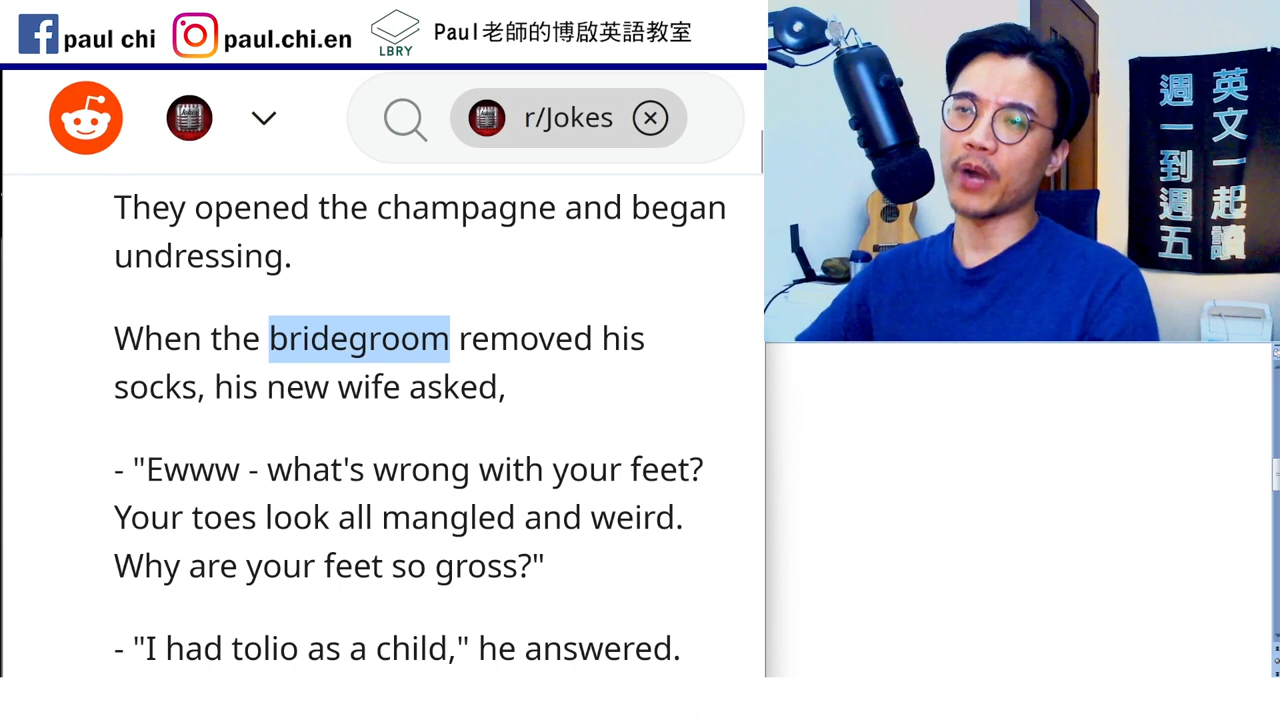 paul chi
paul.chi.en
LBRY
Paul老師的博啟英語教室
r/Jokes
They opened the champagne and began
undressing.
When the bridegroom removed his
socks, his new wife asked,
- "Ewww - what's wrong with your feet?
Your toes look all mangled and weird.
Why are your feet so gross?"
- "I had tolio as a child," he answered.
英文一起讀
週一到週五